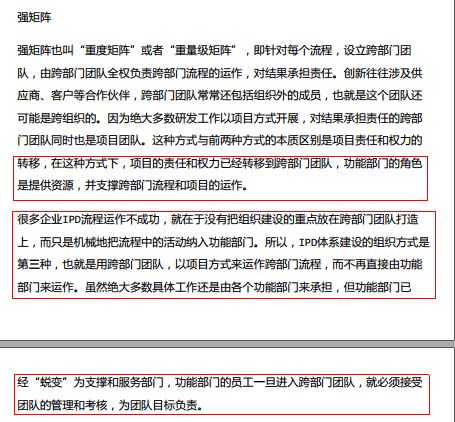 强矩阵
强矩阵也叫“重度矩阵”或者“重量级矩阵”，即针对每个流程，设立跨部门团
队，由跨部门团队全权负责跨部门流程的运作，对结果承担责任。创新往往涉及供
应商、客户等合作伙伴，跨部门团队常常还包括组织外的成员，也就是这个团队还
可能是跨组织的。因为绝大多数研发工作以项目方式开展，对结果承担责任的跨部
门团队同时也是项目团队。这种方式与前两种方式的本质区别是项目责任和权力的
转移，在这种方式下，项目的责任和权力已经转移到跨部门团队，功能部门的角色
是提供资源，并支撑跨部门流程和项目的运作。
很多企业IPD流程运作不成功，就在于没有把组织建设的重点放在跨部门团队打造
上，而只是机械地把流程中的活动纳入功能部门。所以，IPD体系建设的组织方式是
第三种，也就是用跨部门团队，以项目方式来运作跨部门流程，而不再直接由功能
部门来运作。虽然绝大多数具体工作还是由各个功能部门来承担，但功能部门已
经“蜕变”为支撑和服务部门，功能部门的员工一旦进入跨部门团队，就必须接受
团队的管理和考核，为团队目标负责。